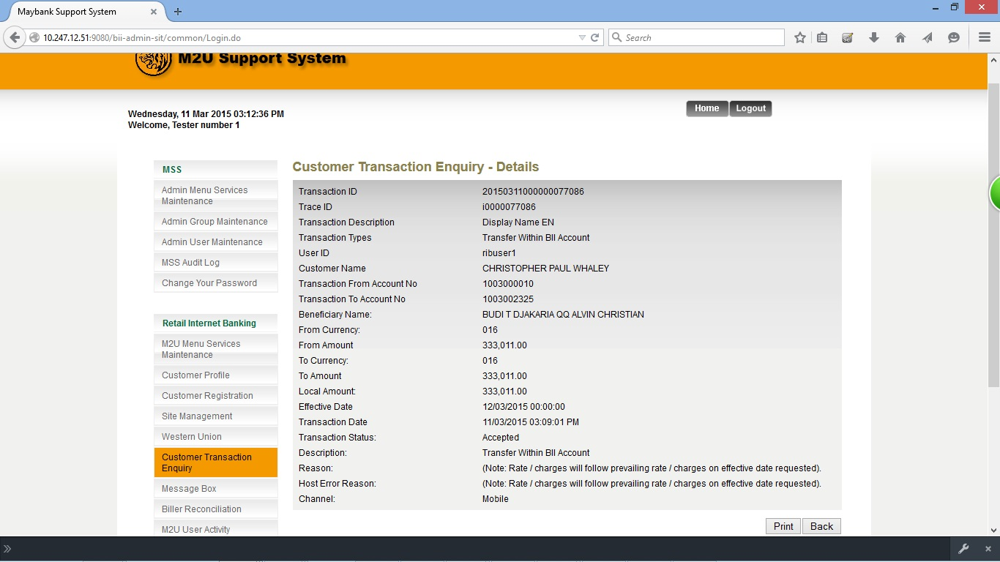 Maybank Support System
10.247.12.51:9080/bii-admin-sit/common/Login.do
Search
M2U Support System
Home
Logout
Wednesday, 11 Mar 2015 03:12:36 PM
Welcome, Tester number 1
MSS
Admin Menu Services
Maintenance
Admin Group Maintenance
Admin User Maintenance
MSS Audit Log
Change Your Password
Retail Internet Banking
M2U Menu Services
Maintenance
Customer Profile
Customer Registration
Site Management
Western Union
Customer Transaction
Enquiry
Message Box
Biller Reconciliation
M2U User Activity
Customer Transaction Enquiry - Details
Transaction ID 20150311000000077086
Trace ID i0000077086
Transaction Description Display Name EN
Transaction Types Transfer Within BII Account
User ID ribuser1
Customer Name CHRISTOPHER PAUL WHALEY
Transaction From Account No 1003000010
Transaction To Account No 1003002325
Beneficiary Name: BUDI T DJAKARIA QQ ALVIN CHRISTIAN
From Currency: 016
From Amount 333,011.00
To Currency: 016
To Amount 333,011.00
Local Amount: 333,011.00
Effective Date 12/03/2015 00:00:00
Transaction Date 11/03/2015 03:09:01 PM
Transaction Status: Accepted
Description: Transfer Within BII Account
Reason: (Note: Rate / charges will follow prevailing rate / charges on effective date requested).
Host Error Reason: (Note: Rate / charges will follow prevailing rate / charges on effective date requested).
Channel: Mobile
Print
Back